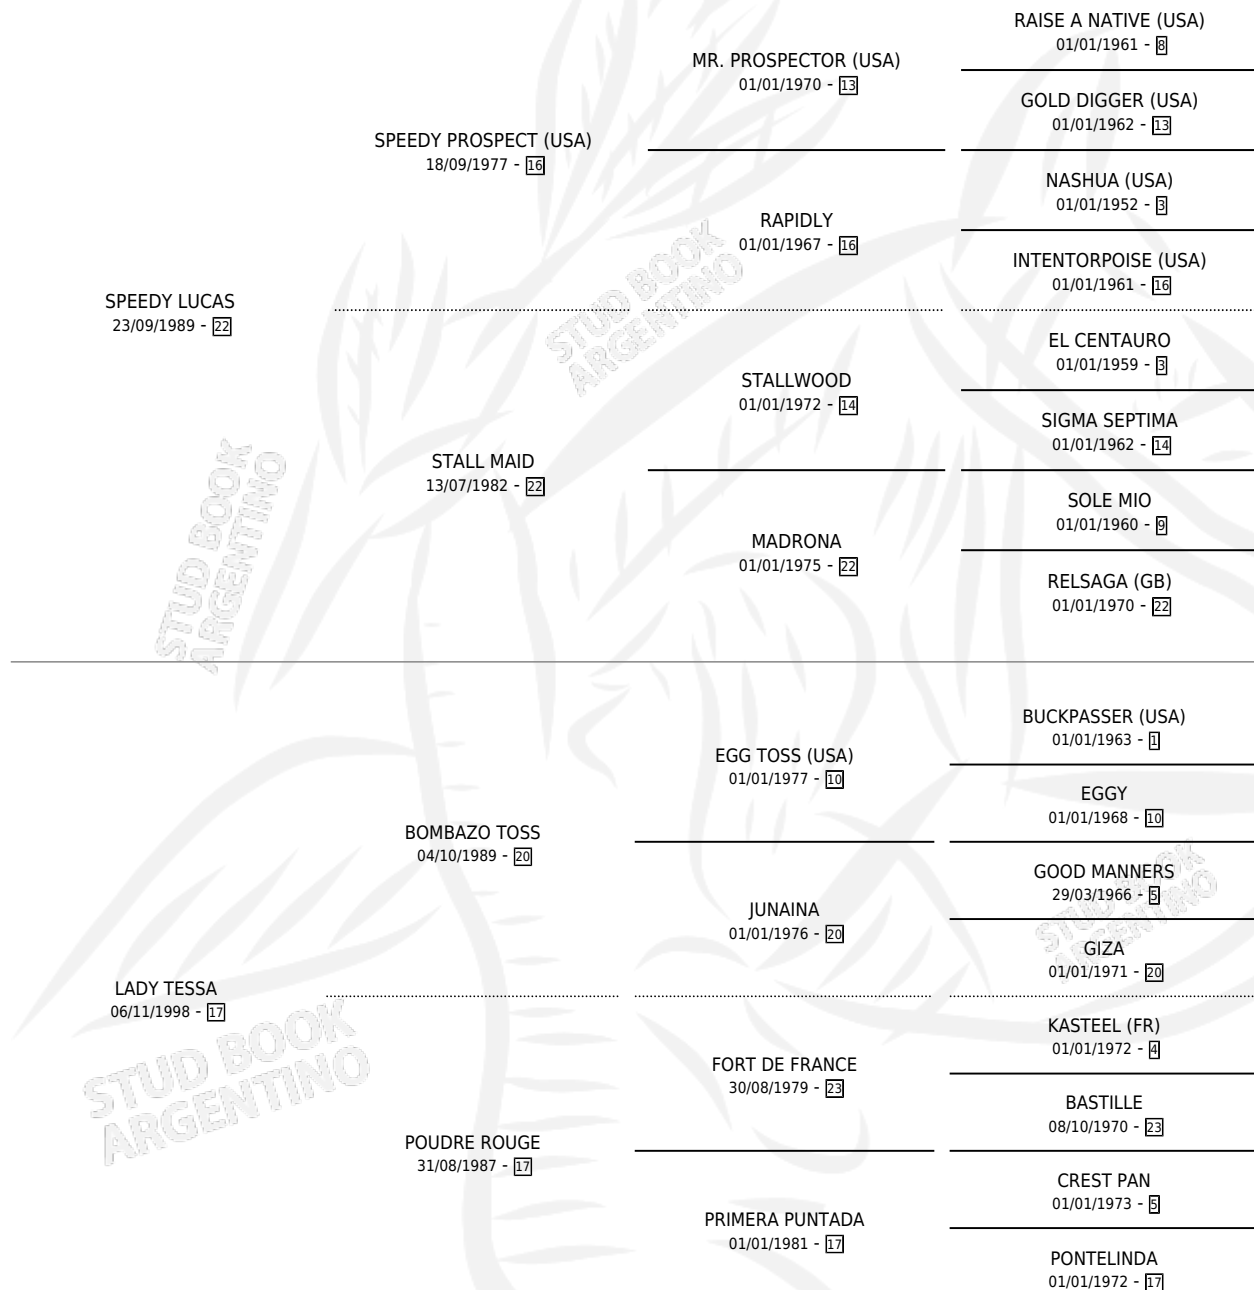 RAISE A NATIVE (USA)
01/01/1961 - 8
MR. PROSPECTOR (USA)
01/01/1970 - 13
GOLD DIGGER (USA)
01/01/1962 - 13
SPEEDY PROSPECT (USA)
18/09/1977 - 16
NASHUA (USA)
01/01/1952 - 3
RAPIDLY
01/01/1967 - 16
INTENTORPOISE (USA)
01/01/1961 - 16
SPEEDY LUCAS
23/09/1989 - 22
EL CENTAURO
01/01/1959 - 3
STALLWOOD
01/01/1972 - 14
SIGMA SEPTIMA
01/01/1962 - 14
STALL MAID
13/07/1982 - 22
SOLE MIO
01/01/1960 - 9
MADRONA
01/01/1975 - 22
RELSAGA (GB)
01/01/1970 - 22
BUCKPASSER (USA)
01/01/1963 - 1
EGG TOSS (USA)
01/01/1977 - 10
EGGY
01/01/1968 - 10
BOMBAZO TOSS
04/10/1989 - 20
GOOD MANNERS
29/03/1966 - 5
JUNAINA
01/01/1976 - 20
GIZA
01/01/1971 - 20
LADY TESSA
06/11/1998 - 17
KASTEEL (FR)
01/01/1972 - 4
FORT DE FRANCE
30/08/1979 - 23
BASTILLE
08/10/1970 - 23
POUDRE ROUGE
31/08/1987 - 17
CREST PAN
01/01/1973 - 5
PRIMERA PUNTADA
01/01/1981 - 17
PONTELINDA
01/01/1972 - 17
STUD BOOK
ARGENTINO
STUD BOOK
ARGENTINO
STUD BOOK
ARGENTINO
STUD BOOK
ARGENTINO